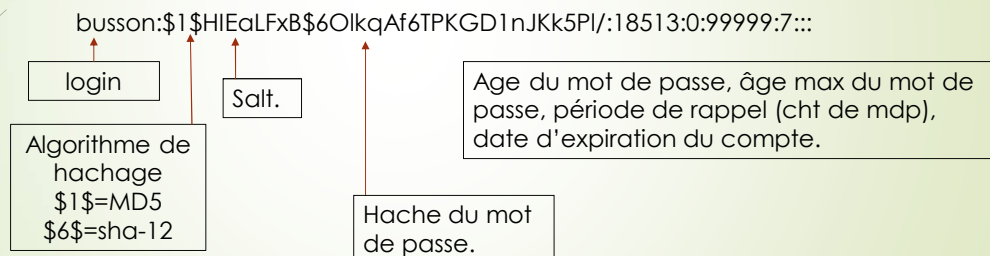 busson:$1$HIEaLFxB$6OlkqAf6TPKGD1nJKk5Pl/:18513:0:99999:7:::
login
Salt.
Age du mot de passe, âge max du mot de
passe, période de rappel (cht de mdp),
date d'expiration du compte.
Algorithme de
hachage
$1$=MD5
$6$=sha-12
Hache du mot
de passe.